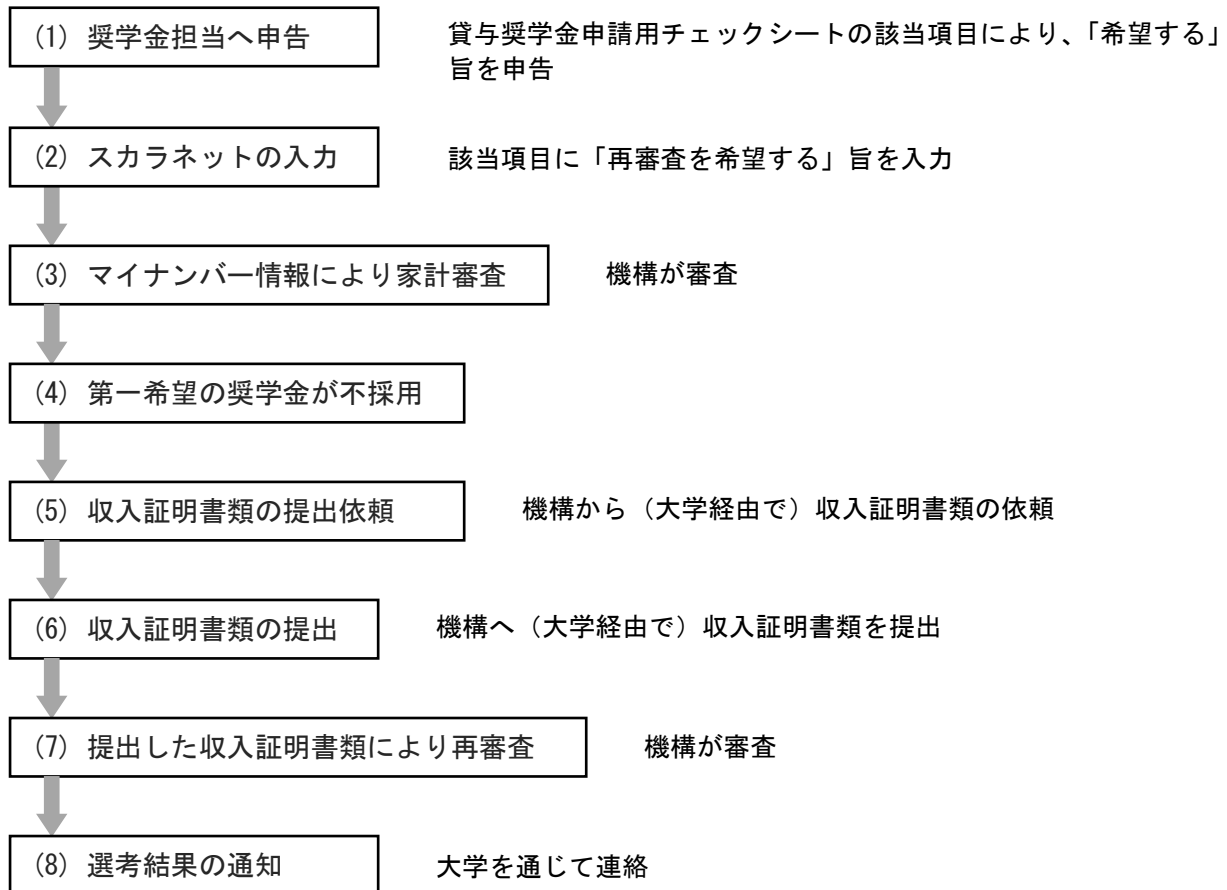 (1) 奨学金担当へ申告
貸与奨学金申請用チェックシートの該当項目により、「希望する」
旨を申告
(2) スカラネットの入力
該当項目に「再審査を希望する」旨を入力
(3) マイナンバー情報により家計審査
機構が審査
(4) 第一希望の奨学金が不採用
(5) 収入証明書類の提出依頼
機構から（大学経由で）収入証明書類の依頼
(6) 収入証明書類の提出
機構へ（大学経由で）収入証明書類を提出
(7) 提出した収入証明書類により再審査
機構が審査
(8) 選考結果の通知
大学を通じて連絡